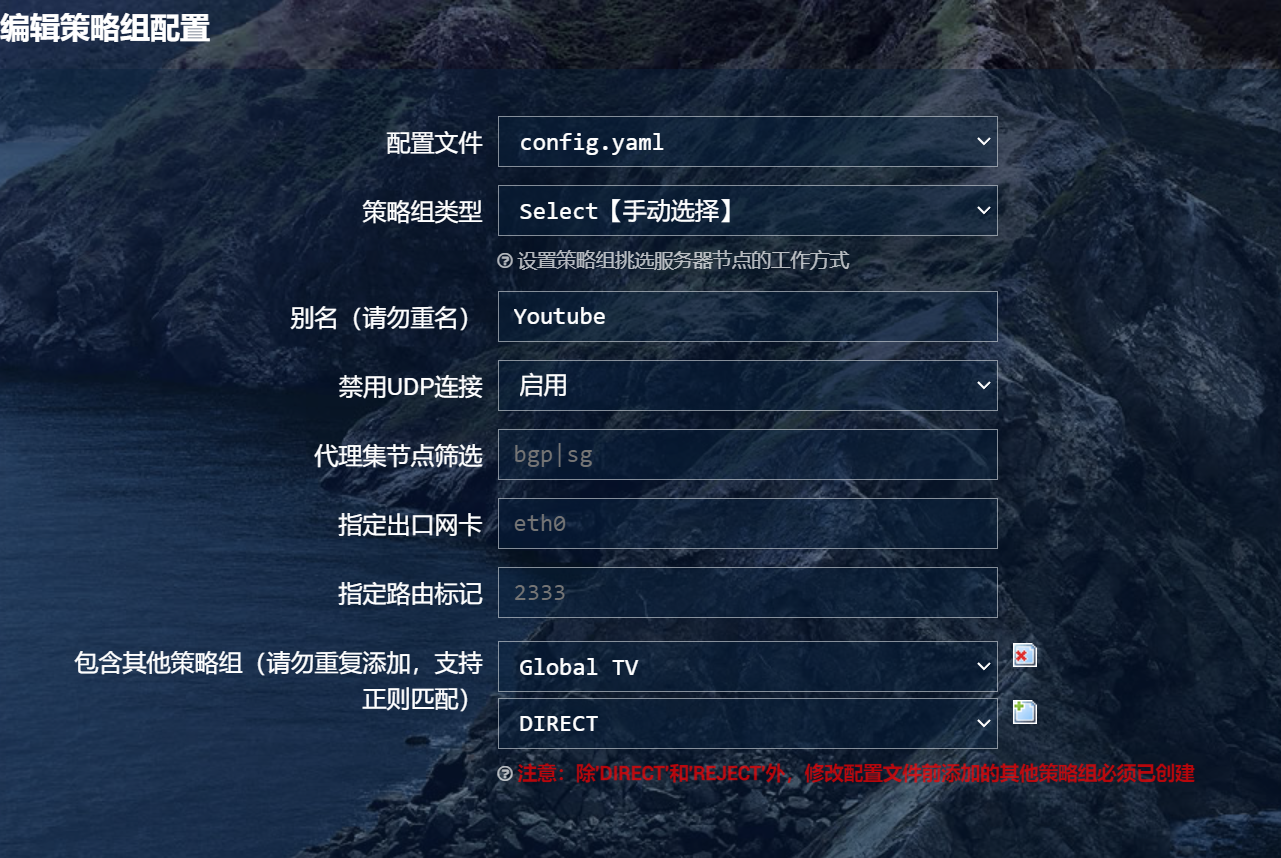 编辑策略组配置
配置文件
config.yaml
策略组类型
Select【手动选择】
设置策略组挑选服务器节点的工作方式
别名（请勿重名）
Youtube
禁用UDP连接
启用
代理集节点筛选
bgp|sg
指定出口网卡
eth0
指定路由标记
2333
包含其他策略组（请勿重复添加，支持
正则匹配）
Global TV
DIRECT
注意：除'DIRECT'和'REJECT'外，修改配置文件前添加的其他策略组必须已创建